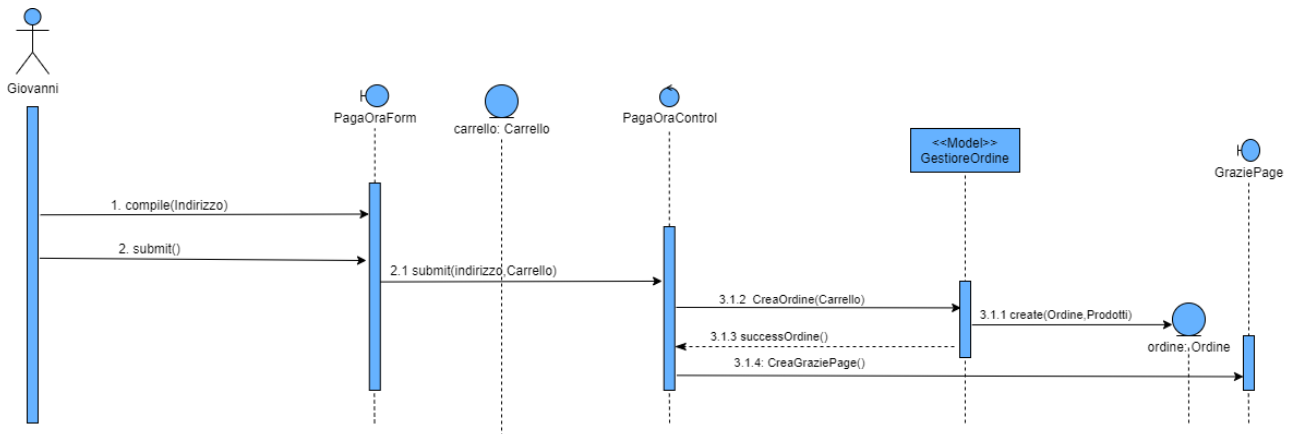 Giovanni
PagaOraForm
carrello: Carrello
PagaOraControl
<<Model>>
GestioreOrdine
GraziePage
1. compile(Indirizzo)
2. submit()
2.1 submit(indirizzo,Carrello)
3.1.2 CreaOrdine(Carrello)
3.1.1 create(Ordine,Prodotti)
3.1.3 successOrdine()
ordine: Ordine
3.1.4: CreaGraziePage()